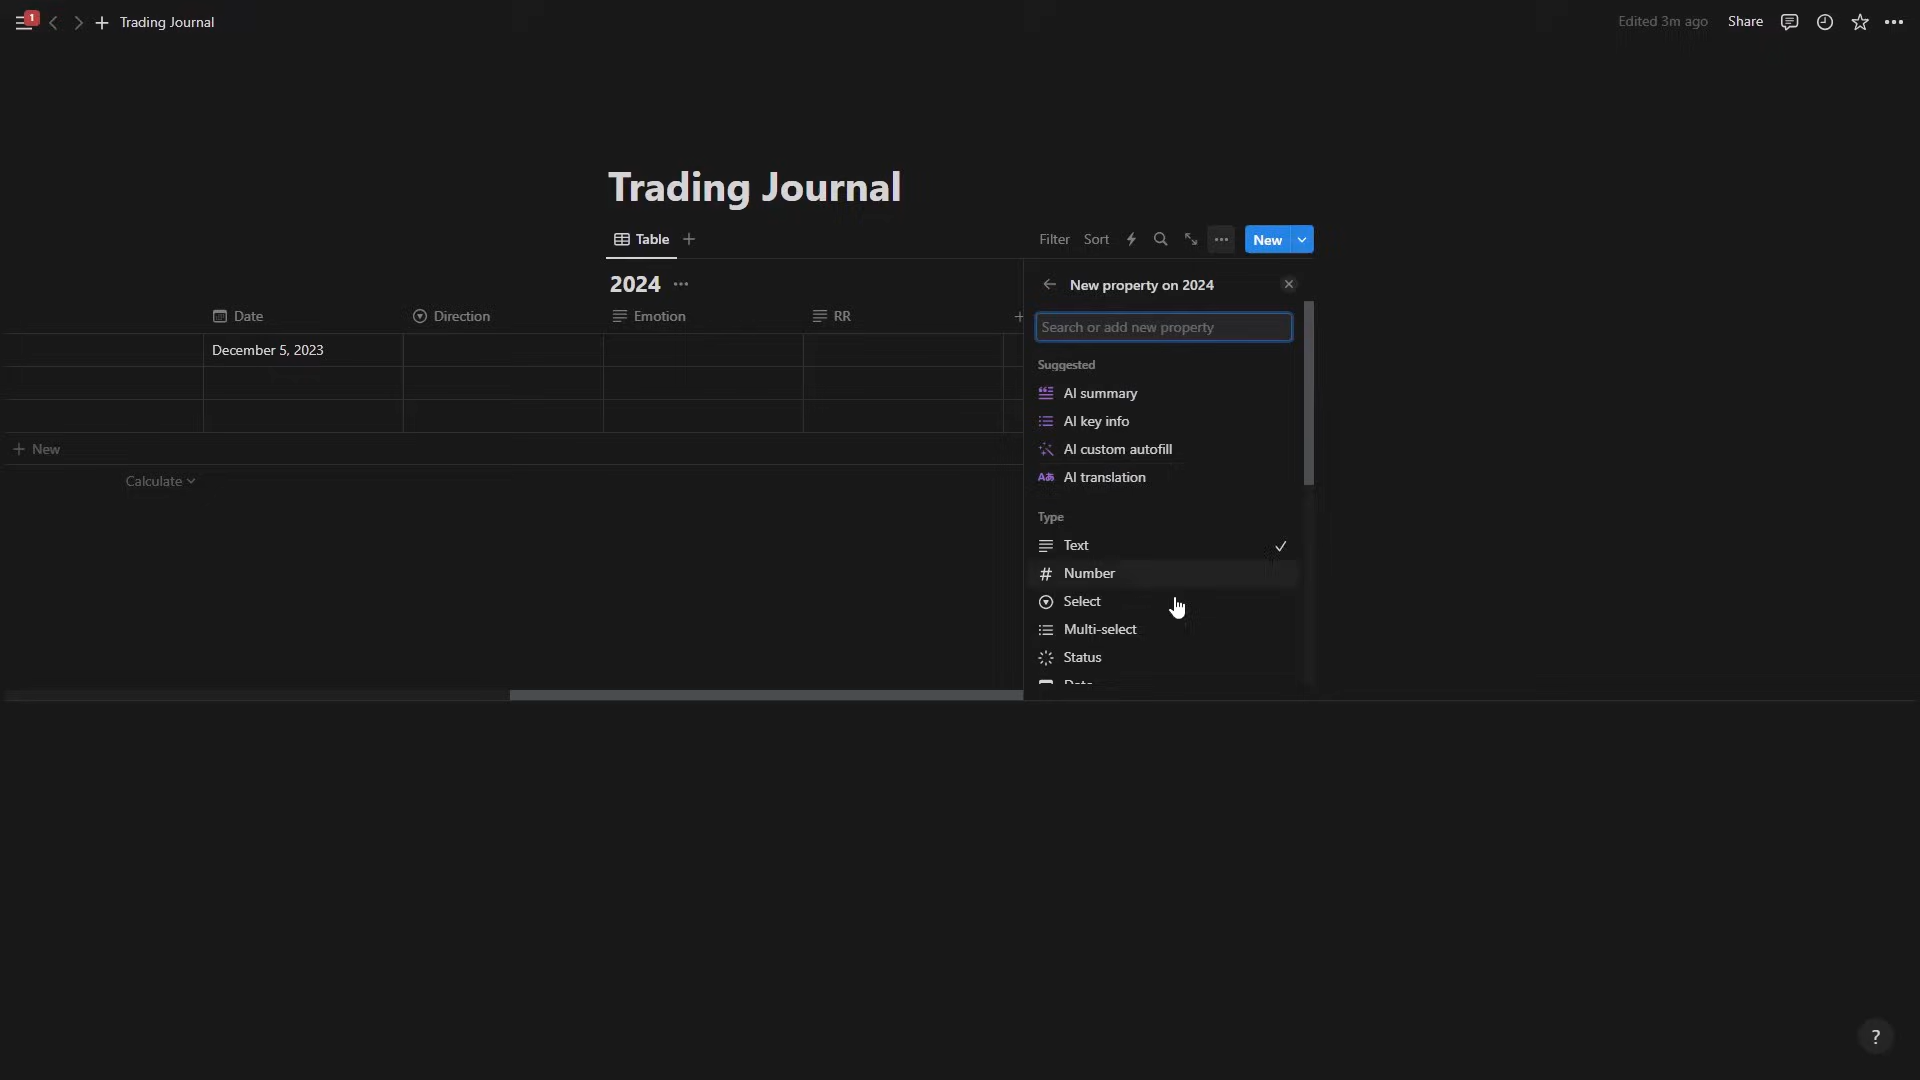 1
Trading Journal
Edited 3m ago
Share
Trading Journal
Table
Filter
Sort
New
2024
New property on 2024
Date
Direction
Emotion
RR
Search or add new property
December 5, 2023
Suggested
AI summary
AI key info
AI custom autofill
New
AI translation
Calculate
Type
Text
Number
Select
Multi-select
Status
Date
?